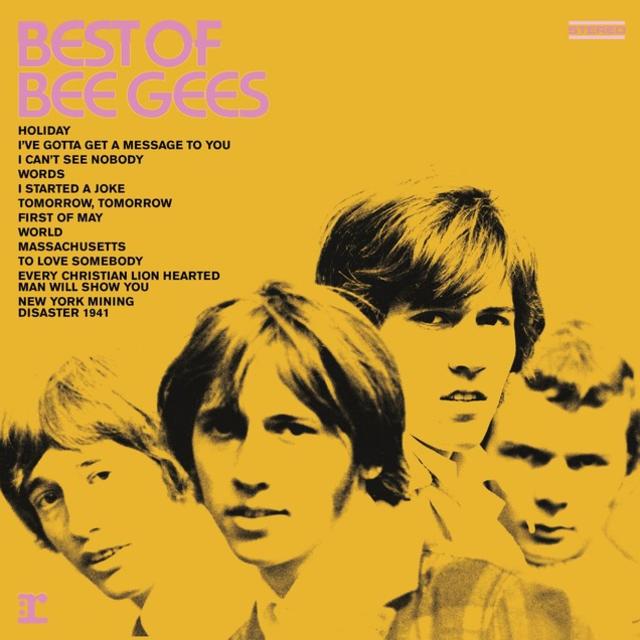 BEST OF
BEE GEES
STEREO
HOLIDAY
I'VE GOTTA GET A MESSAGE TO YOU
I CAN'T SEE NOBODY
WORDS
I STARTED A JOKE
TOMORROW, TOMORROW
FIRST OF MAY
WORLD
MASSACHUSETTS
TO LOVE SOMEBODY
EVERY CHRISTIAN LION HEARTED
MAN WILL SHOW YOU
NEW YORK MINING
DISASTER 1941
r